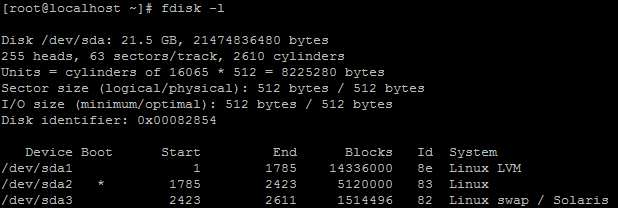 [root@localhost ~]# fdisk -l
Disk /dev/sda: 21.5 GB, 21474836480 bytes
255 heads, 63 sectors/track, 2610 cylinders
Units = cylinders of 16065 * 512 = 8225280 bytes
Sector size (logical/physical): 512 bytes / 512 bytes
I/O size (minimum/optimal): 512 bytes / 512 bytes
Disk identifier: 0x00082854
Device Boot Start End Blocks Id System
/dev/sda1 1 1785 14336000 8e Linux LVM
/dev/sda2 * 1785 2423 5120000 83 Linux
/dev/sda3 2423 2611 1514496 82 Linux swap / Solaris